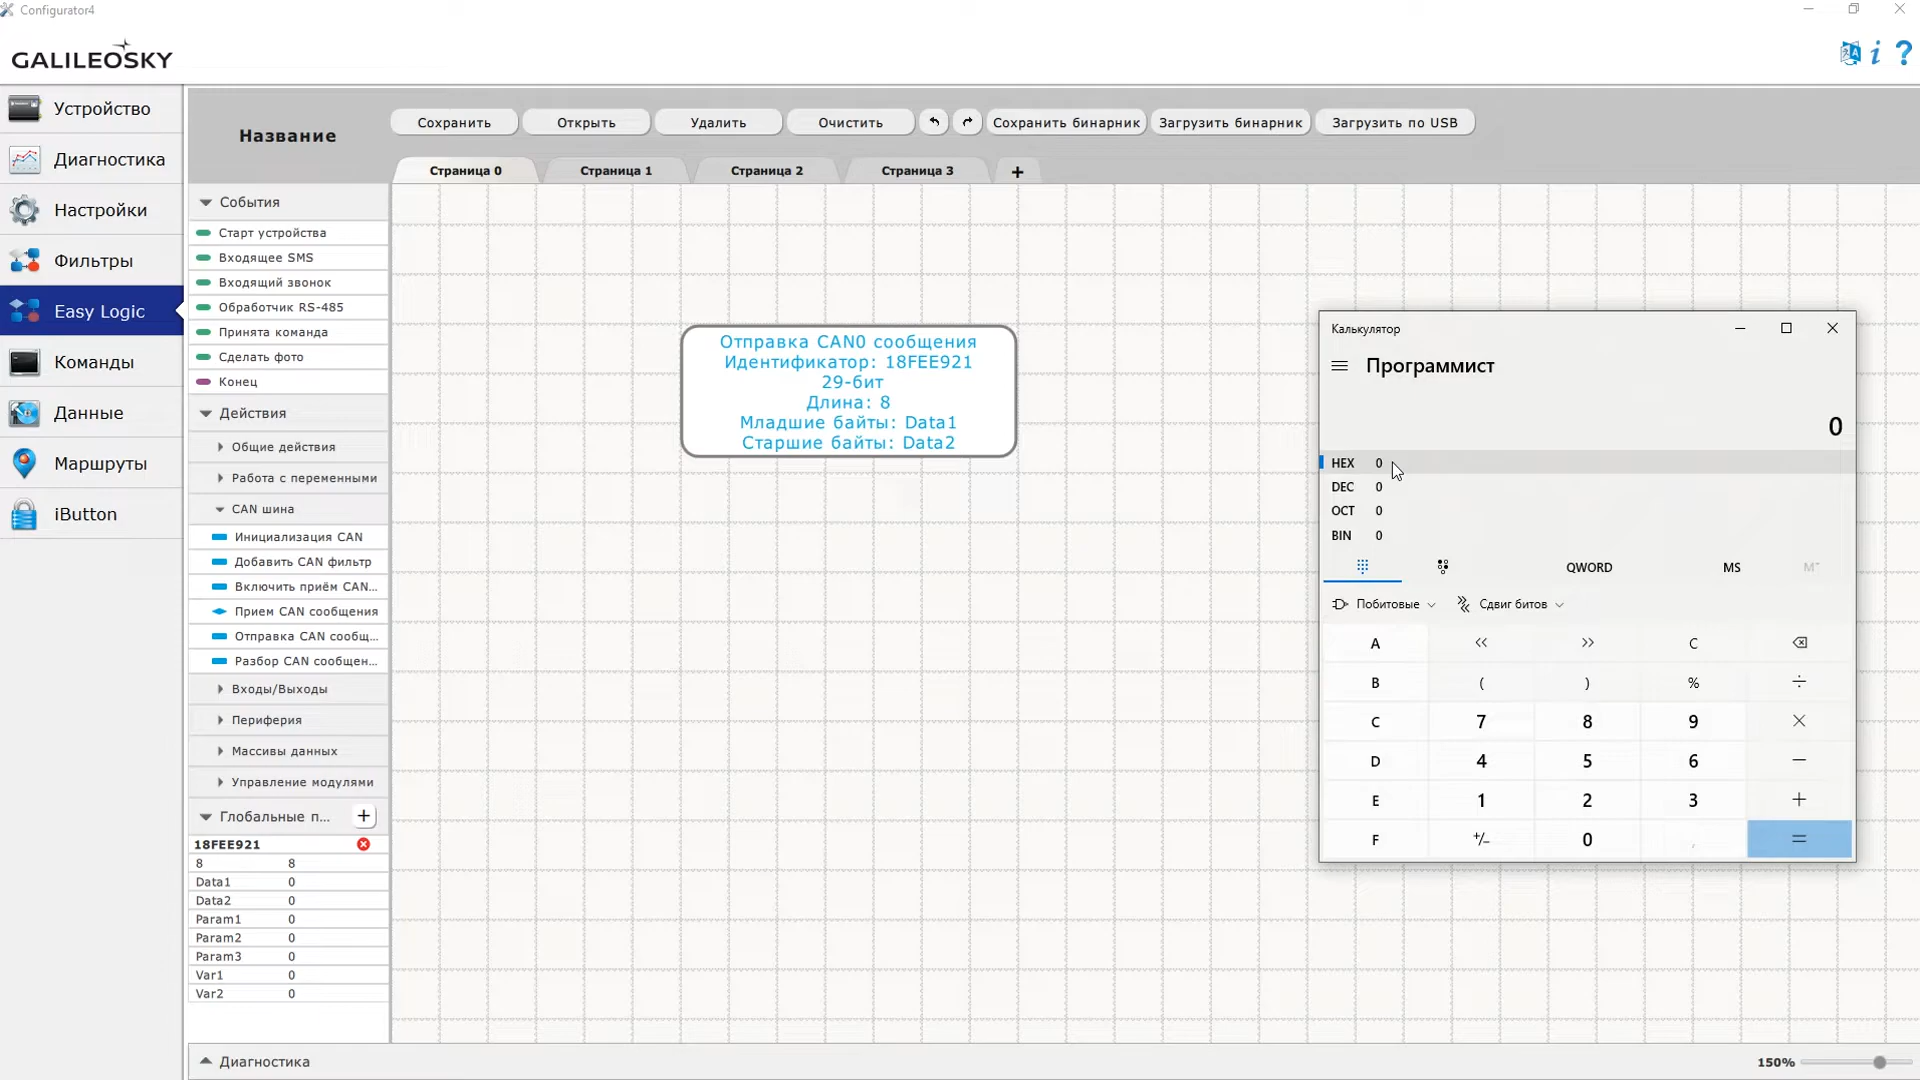 Configurator4
GALILEOSKY
Устройство
Диагностика
Настройки
Фильтры
Easy Logic
Команды
Данные
Маршруты
iButton
Название
Сохранить
Открыть
Удалить
Очистить
Сохранить бинарник
Загрузить бинарник
Загрузить по USB
Страница 0
Страница 1
Страница 2
Страница 3
+
События
Старт устройства
Входящее SMS
Входящий звонок
Обработчик RS-485
Принята команда
Сделать фото
Конец
Действия
Общие действия
Работа с переменными
CAN шина
Инициализация CAN
Добавить CAN фильтр
Включить приём CAN...
Прием CAN сообщения
Отправка CAN сообщ...
Разбор CAN сообщен...
Входы/Выходы
Периферия
Массивы данных
Управление модулями
Глобальные п... +
18FEE921
8 8
Data1 0
Data2 0
Param1 0
Param2 0
Param3 0
Var1 0
Var2 0
Отправка CAN0 сообщения
Идентификатор: 18FEE921
29-бит
Длина: 8
Младшие байты: Data1
Старшие байты: Data2
Калькулятор
Программист
0
HEX 0
DEC 0
OCT 0
BIN 0
QWORD MS M˅
Побитовые Сдвиг битов
A << >> C
B ( ) % ÷
C 7 8 9 ×
D 4 5 6 −
E 1 2 3 +
F +/− 0 , =
Диагностика
150%